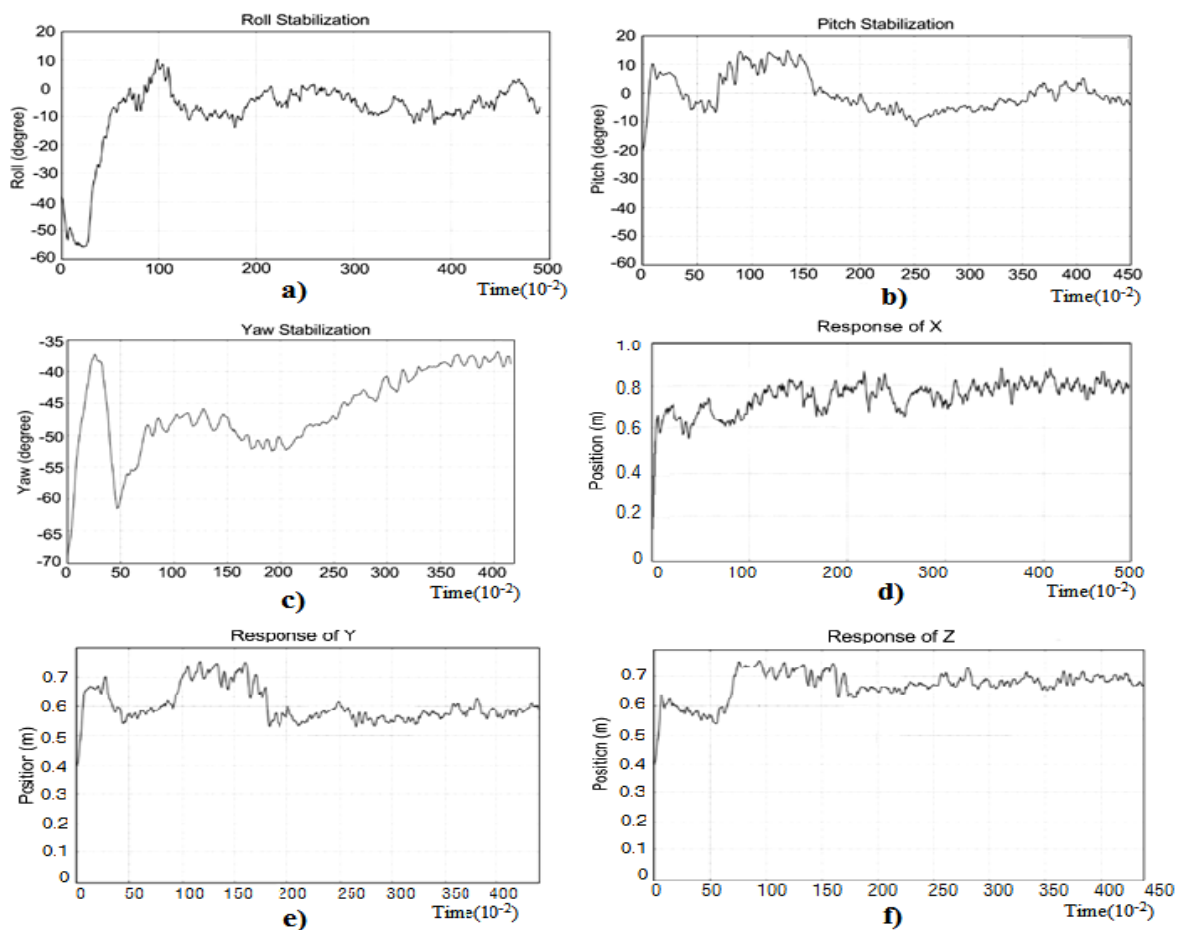 Roll Stabilization
20
10
0
-10
-20
-30
-40
-50
-60
Roll (degree)
0 100 200 300 400 500
a)
Time(10-2)
Pitch Stabilization
20
10
0
-10
-20
-30
-40
-50
-60
Pitch (degree)
0 50 100 150 200 250 300 350 400 450
b)
Time(10-2)
Yaw Stabilization
-35
-40
-45
-50
-55
-60
-65
-70
Yaw (degree)
0 50 100 150 200 250 300 350 400
c)
Time(10-2)
Response of X
1.0
0.8
0.6
0.4
0.2
0
Position (m)
0 100 200 300 400 500
d)
Time(10-2)
Response of Y
0.7
0.6
0.5
0.4
0.3
0.2
0.1
0
Position (m)
0 50 100 150 200 250 300 350 400
e)
Time(10-2)
Response of Z
0.7
0.6
0.5
0.4
0.3
0.2
0.1
0
Position (m)
0 50 100 150 200 250 300 350 400 450
f)
Time(10-2)